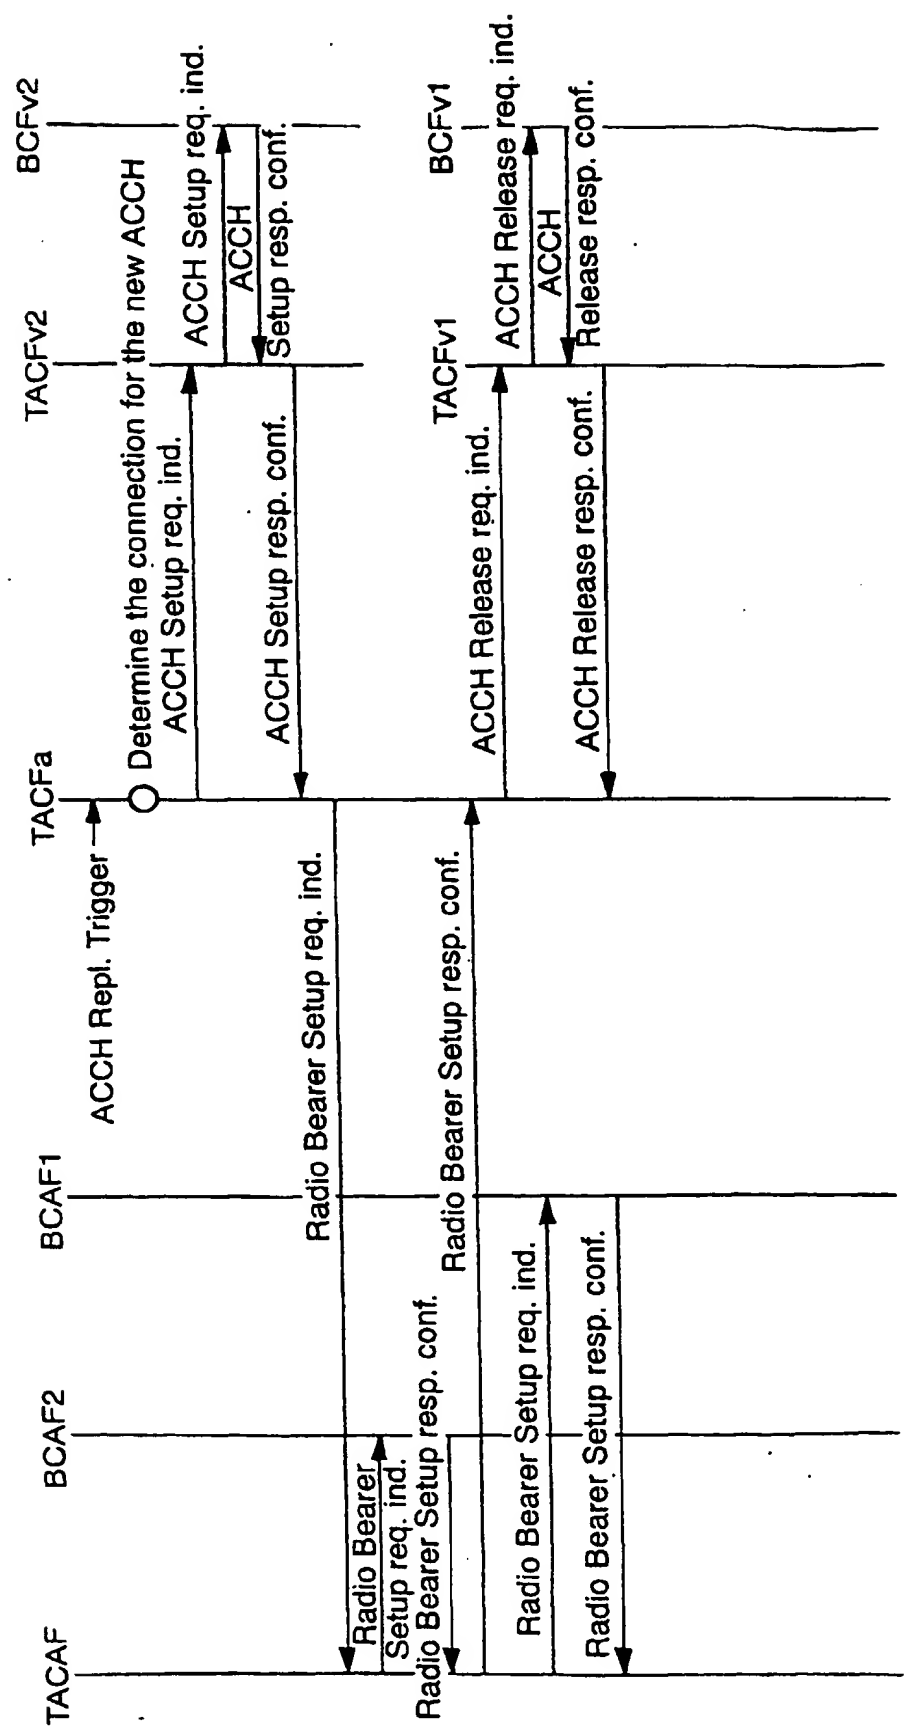 TACAF
BCAF2
BCAF1
TACFa
TACFv2
BCFv2
ACCH Repl. Trigger
Determine the connection for the new ACCH
ACCH Setup req. ind.
ACCH Setup req. ind.
ACCH
Setup resp. conf.
ACCH Setup resp. conf.
Radio Bearer Setup req. ind.
Radio Bearer
Setup req. ind.
Radio Bearer Setup resp. conf.
Radio Bearer Setup resp. conf.
TACFv1
BCFv1
ACCH Release req. ind.
ACCH Release req. ind.
ACCH
Release resp. conf.
ACCH Release resp. conf.
Radio Bearer Setup req. ind.
Radio Bearer Setup resp. conf.